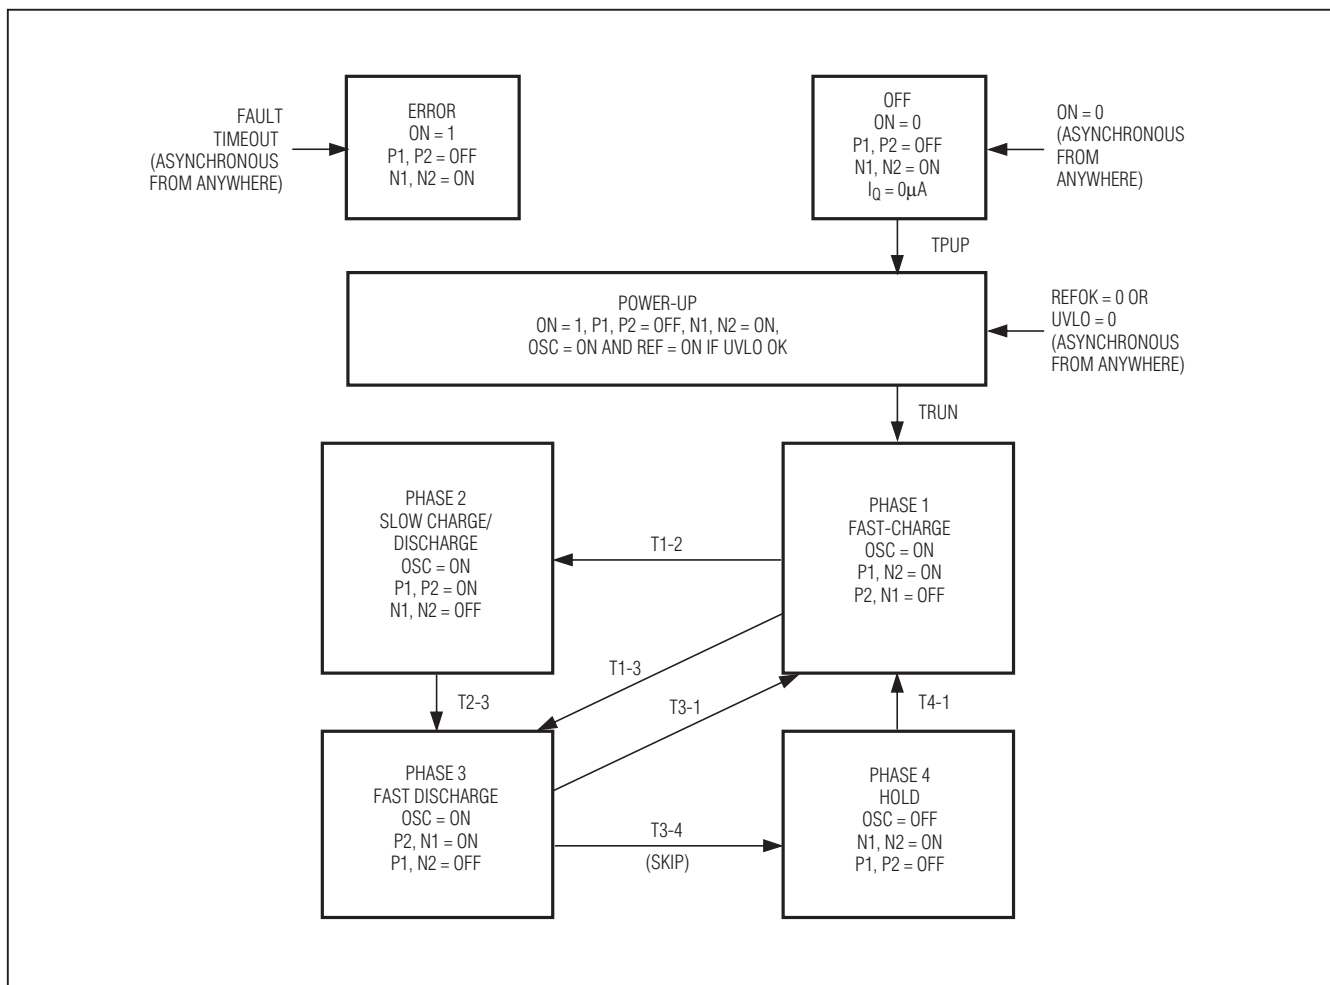 FAULT
TIMEOUT
(ASYNCHRONOUS
FROM ANYWHERE)
ERROR
ON = 1
P1, P2 = OFF
N1, N2 = ON
OFF
ON = 0
P1, P2 = OFF
N1, N2 = ON
IQ = 0μA
ON = 0
(ASYNCHRONOUS
FROM
ANYWHERE)
TPUP
POWER-UP
ON = 1, P1, P2 = OFF, N1, N2 = ON,
OSC = ON AND REF = ON IF UVLO OK
REFOK = 0 OR
UVLO = 0
(ASYNCHRONOUS
FROM ANYWHERE)
TRUN
PHASE 2
SLOW CHARGE/
DISCHARGE
OSC = ON
P1, P2 = ON
N1, N2 = OFF
T1-2
PHASE 1
FAST-CHARGE
OSC = ON
P1, N2 = ON
P2, N1 = OFF
T2-3
T1-3
T3-1
T4-1
PHASE 3
FAST DISCHARGE
OSC = ON
P2, N1 = ON
P1, N2 = OFF
T3-4
(SKIP)
PHASE 4
HOLD
OSC = OFF
N1, N2 = ON
P1, P2 = OFF